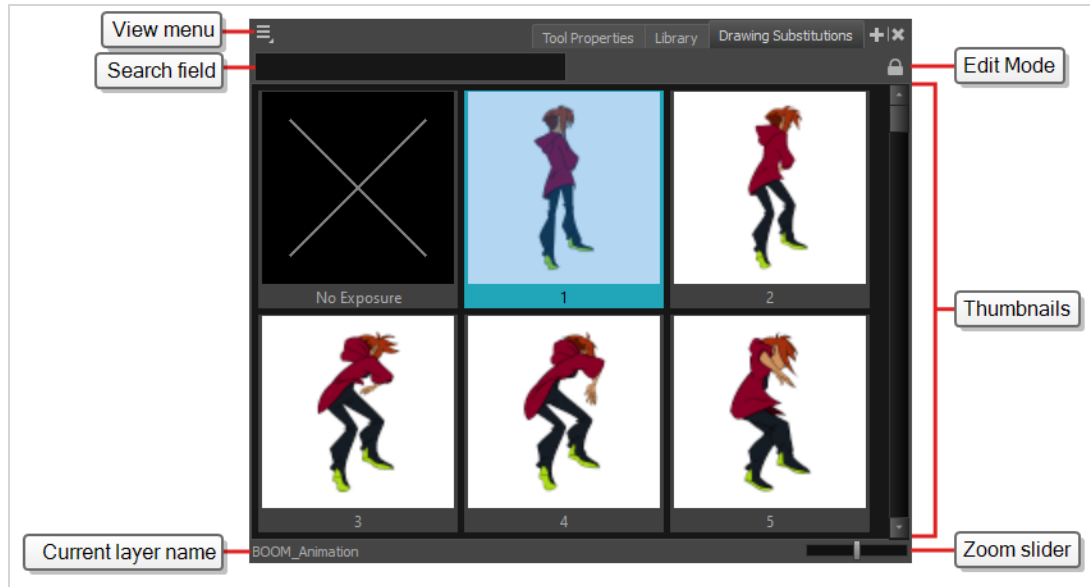 View menu
Tool Properties
Library
Drawing Substitutions
Search field
Edit Mode
No Exposure
1
2
Thumbnails
3
4
5
Current layer name
BOOM_Animation
Zoom slider